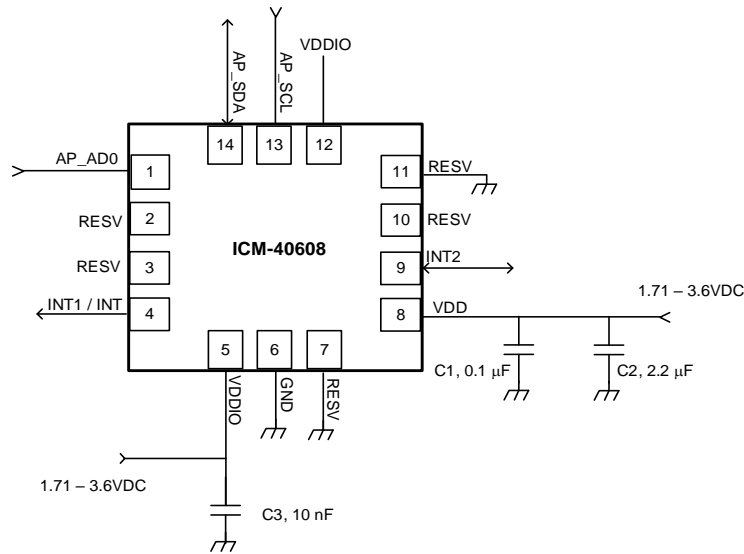 AP_SDA
AP_SCL
VDDIO
14
13
12
AP_AD0
1
11
RESV
RESV
2
10
RESV
ICM-40608
RESV
3
9
INT2
INT1 / INT
4
8
VDD
1.71 – 3.6VDC
5
6
7
C1, 0.1 µF
C2, 2.2 µF
VDDIO
GND
RESV
1.71 – 3.6VDC
C3, 10 nF